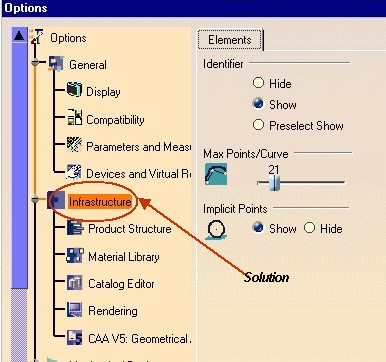 Options
Options
General
Display
Compatibility
Parameters and Measu
Devices and Virtual R
Infrastructure
Product Structure
Material Library
Catalog Editor
Rendering
CAA V5: Geometrical
Elements
Identifier
Hide
Show
Preselect Show
Max Points/Curve
21
Implicit Points
Show Hide
Solution